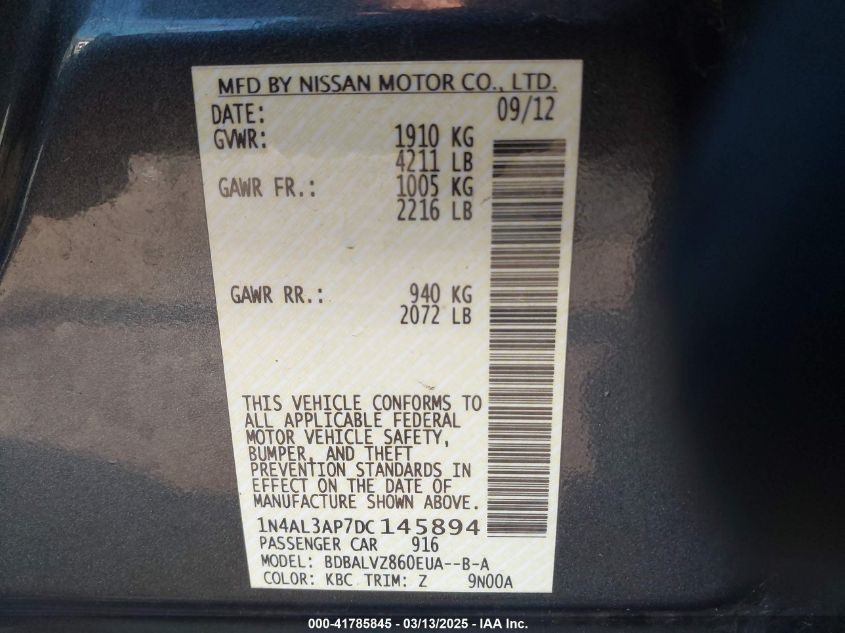 MFD BY NISSAN MOTOR CO., LTD.
DATE: 09/12
GVWR: 1910 KG
4211 LB
GAWR FR.: 1005 KG
2216 LB
GAWR RR.: 940 KG
2072 LB
THIS VEHICLE CONFORMS TO
ALL APPLICABLE FEDERAL
MOTOR VEHICLE SAFETY,
BUMPER, AND THEFT
PREVENTION STANDARDS IN
EFFECT ON THE DATE OF
MANUFACTURE SHOWN ABOVE.
1N4AL3AP7DC145894
PASSENGER CAR 916
MODEL: BDBALVZ860EUA--B-A
COLOR: KBC TRIM: Z 9N00A
000-41785845 - 03/13/2025 - IAA Inc.